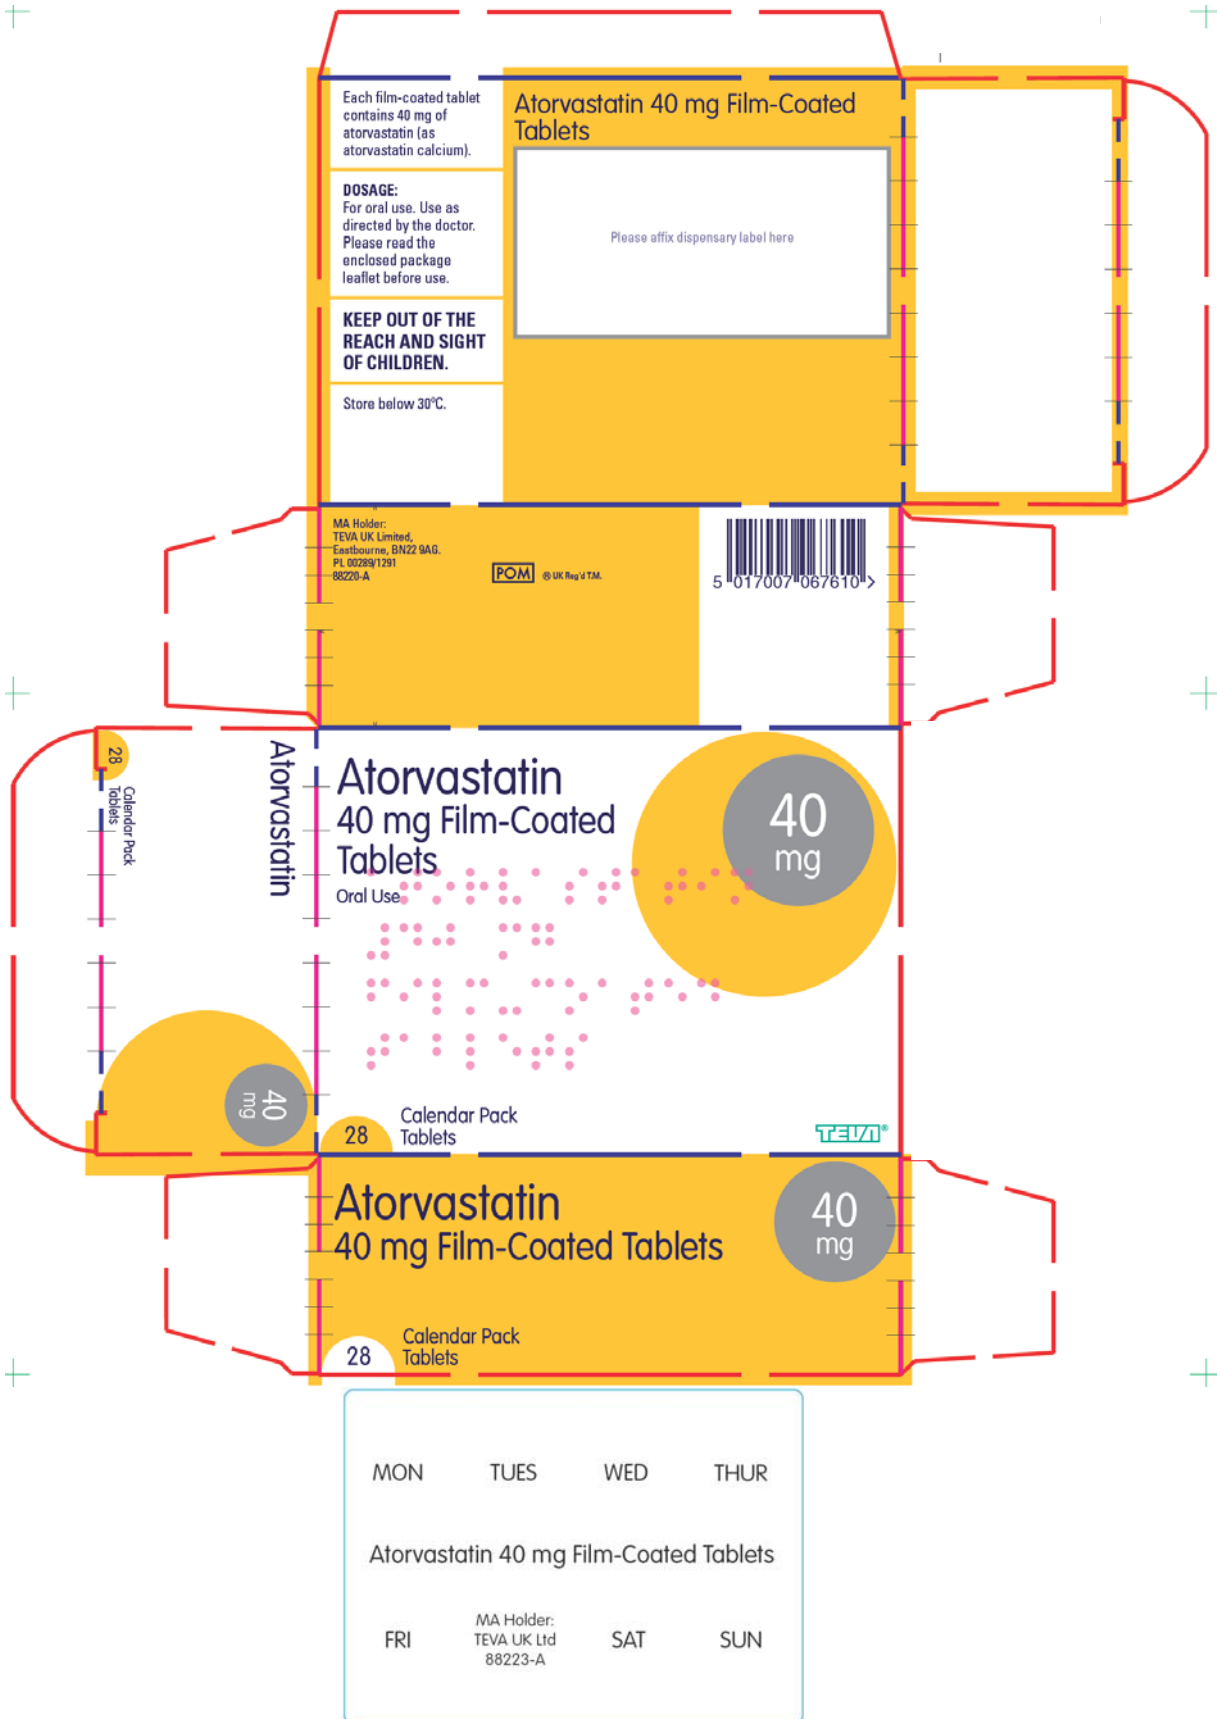 Each film-coated tablet
contains 40 mg of
atorvastatin (as
atorvastatin calcium).
DOSAGE:
For oral use. Use as
directed by the doctor.
Please read the
enclosed package
leaflet before use.
KEEP OUT OF THE
REACH AND SIGHT
OF CHILDREN.
Store below 30°C.
Atorvastatin 40 mg Film-Coated
Tablets
Please affix dispensary label here
MA Holder:
TEVA UK Limited,
Eastbourne, BN22 9AG.
PL 00289/1291
88220-A
POM
® UK Reg'd T.M.
5 017007 067610 >
28
Calendar Pack
Tablets
Atorvastatin
40
mg
Atorvastatin
40 mg Film-Coated
Tablets
Oral Use
40
mg
28
Calendar Pack
Tablets
TEVA®
Atorvastatin
40 mg Film-Coated Tablets
40
mg
28
Calendar Pack
Tablets
MON TUES WED THUR
Atorvastatin 40 mg Film-Coated Tablets
FRI
MA Holder:
TEVA UK Ltd
88223-A
SAT SUN